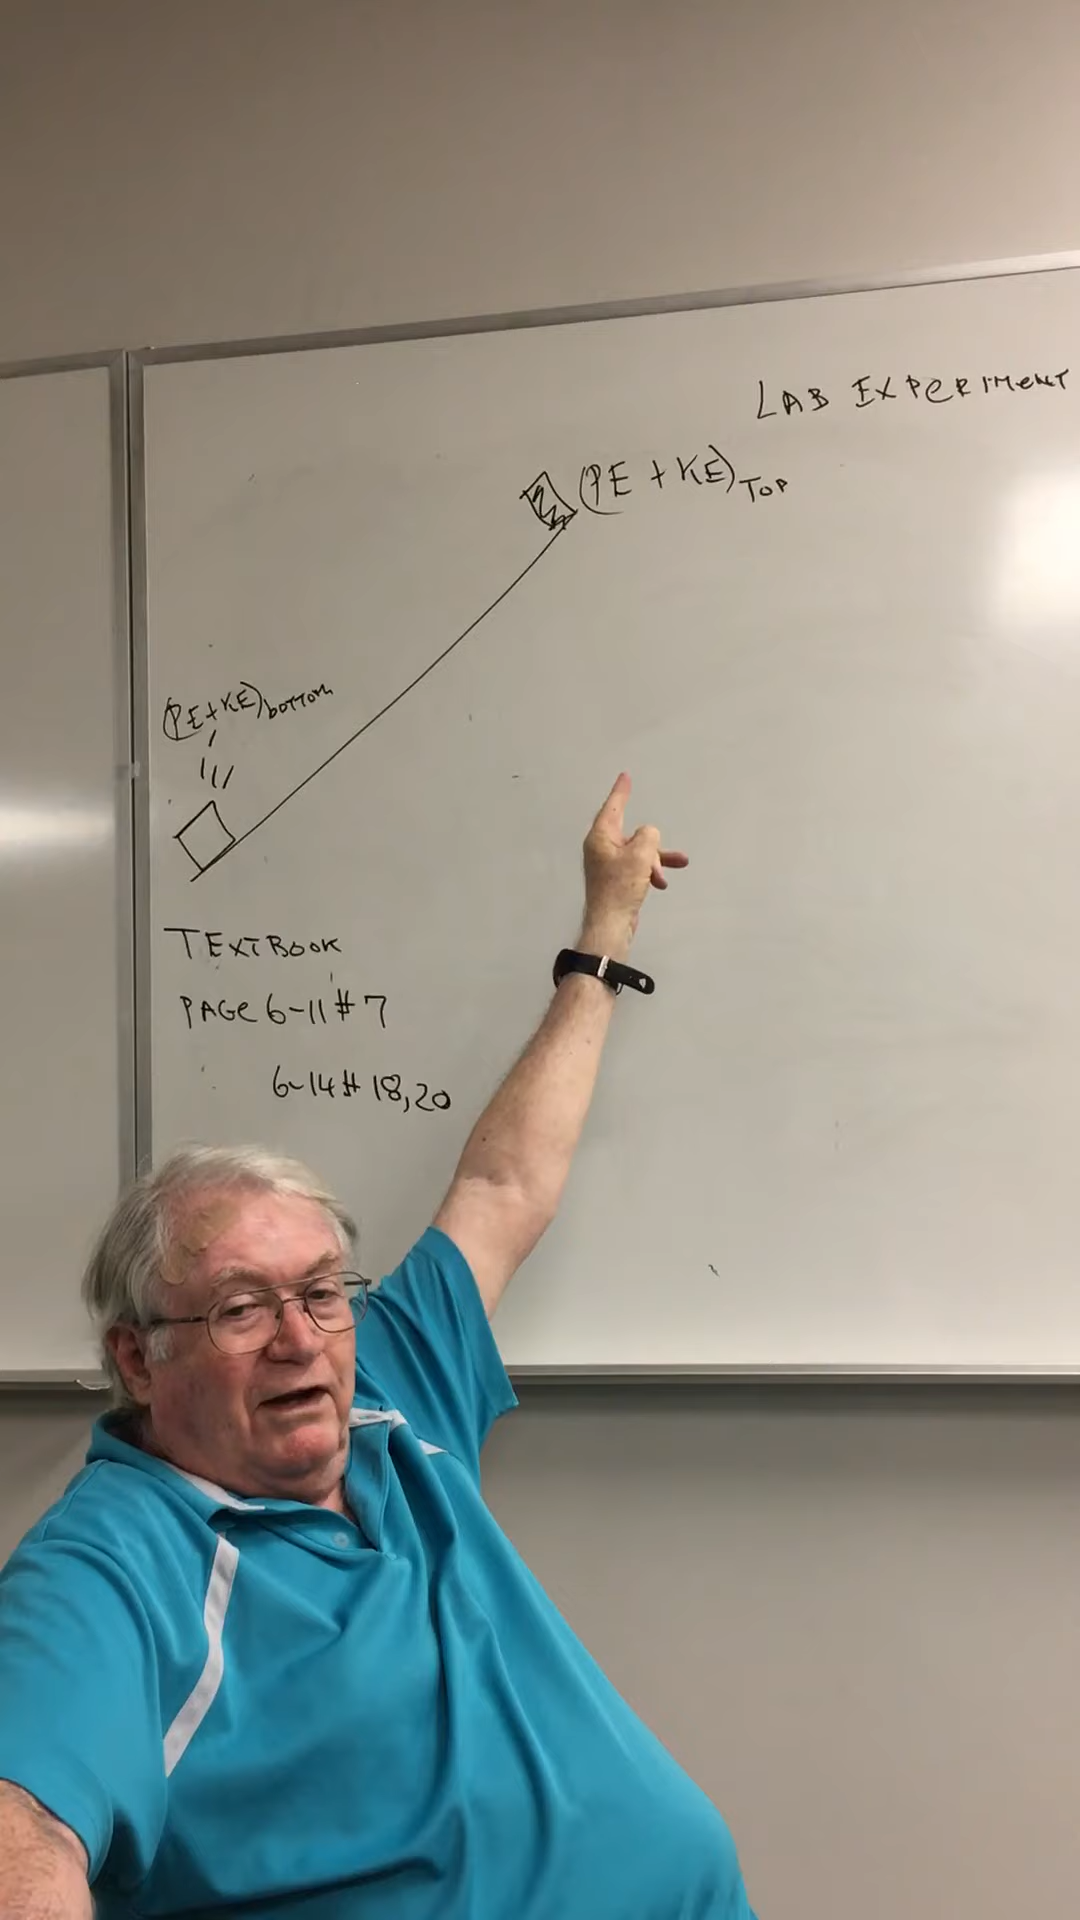 LAB EXPERIMENT
(PE + KE)TOP
(PE+KE)bottom
TEXTBOOK
PAGE 6-11 # 7
6-14 # 18,20